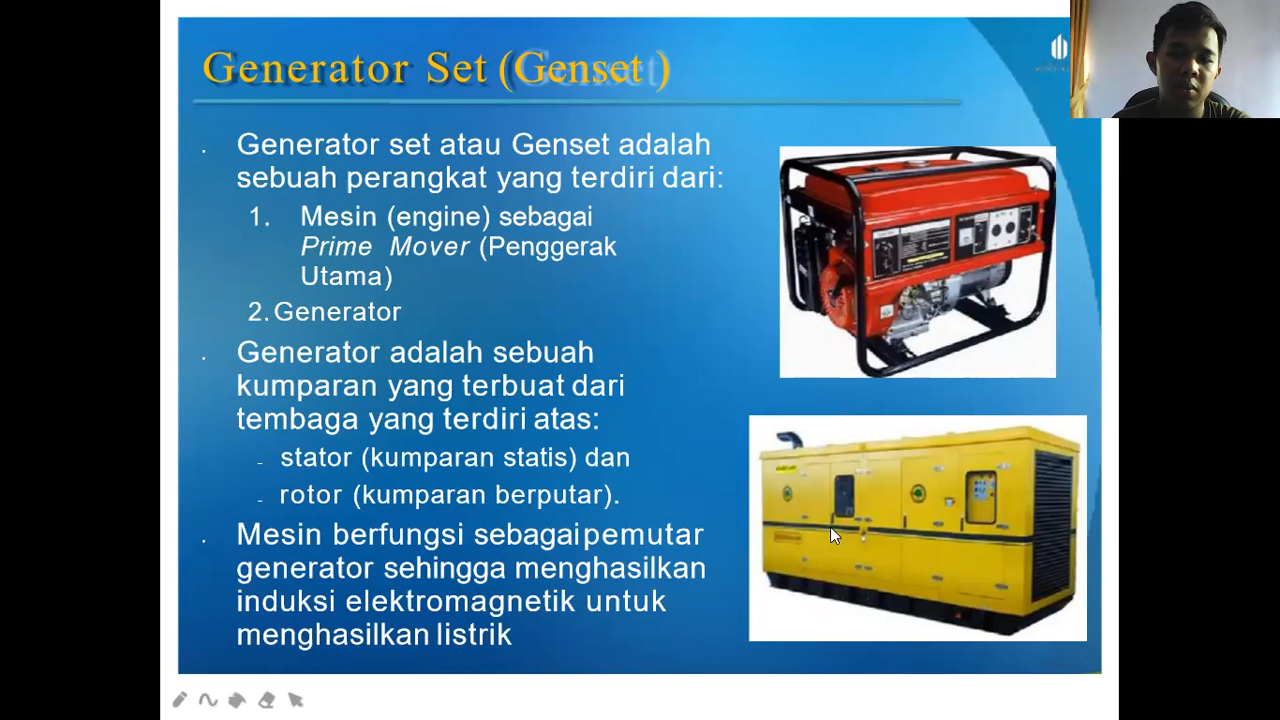 Generator Set (Genset )
Generator set atau Genset adalah
sebuah perangkat yang terdiri dari:
1. Mesin (engine) sebagai
Prime Mover (Penggerak
Utama)
2. Generator
Generator adalah sebuah
kumparan yang terbuat dari
tembaga yang terdiri atas:
- stator (kumparan statis) dan
- rotor (kumparan berputar).
Mesin berfungsi sebagai pemutar
generator sehingga menghasilkan
induksi elektromagnetik untuk
menghasilkan listrik